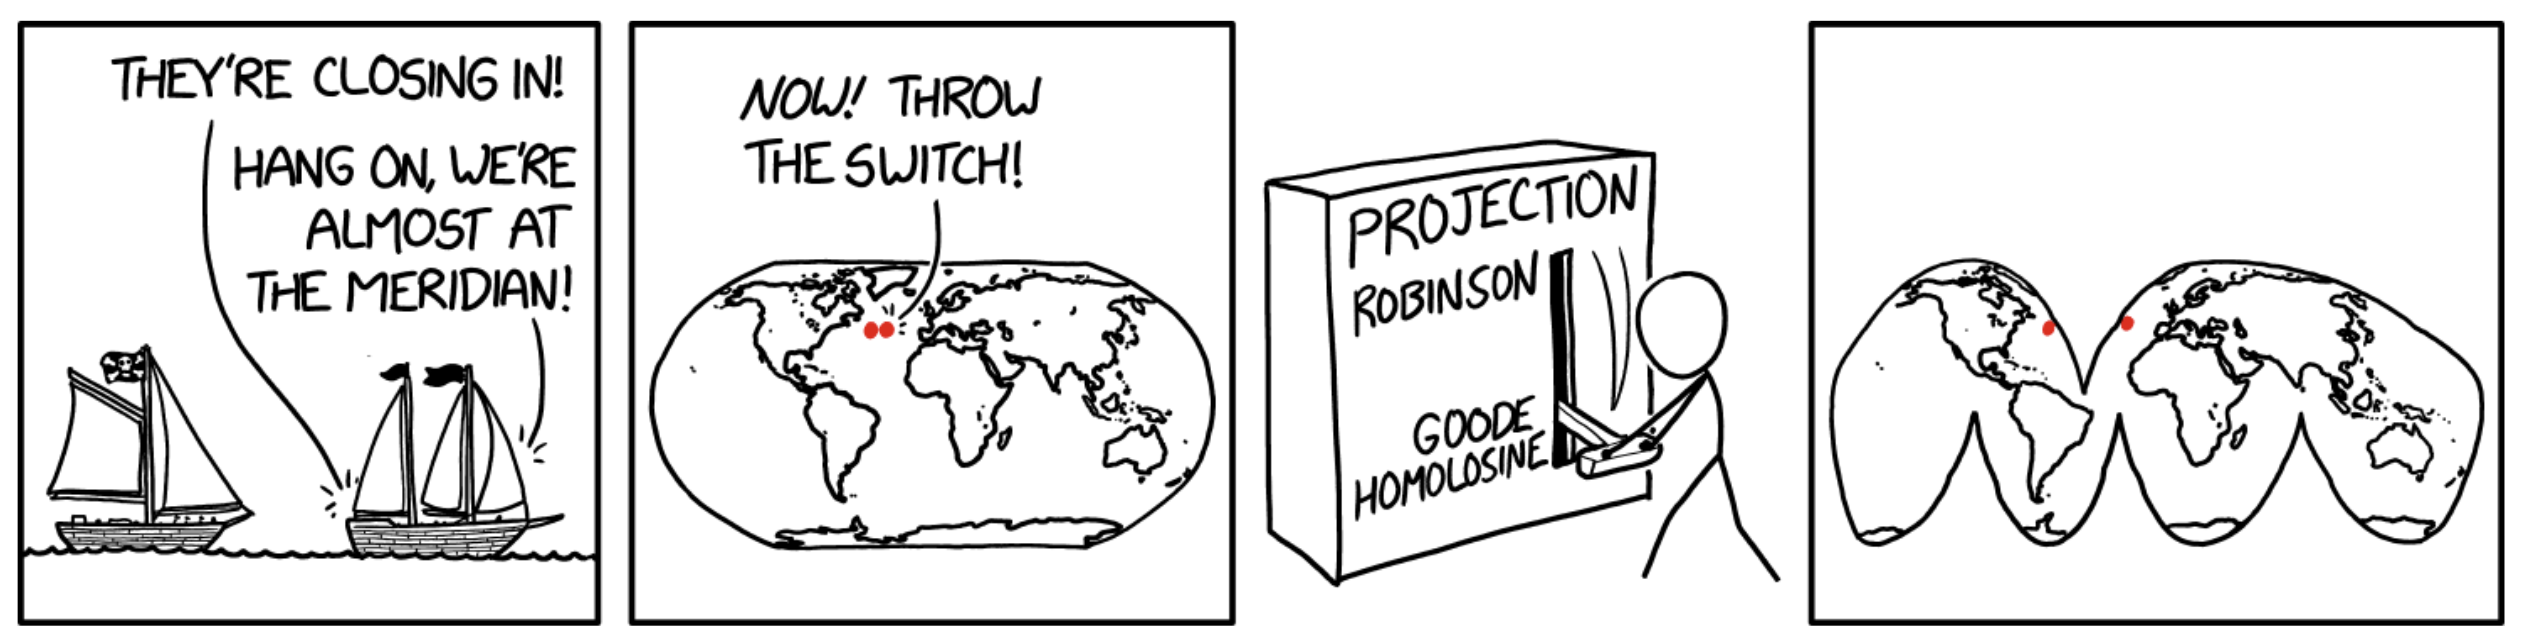 THEY'RE CLOSING IN!
HANG ON, WE'RE
ALMOST AT
THE MERIDIAN!
NOW! THROW
THE SWITCH!
PROJECTION
ROBINSON
GOODE
HOMOLOSINE